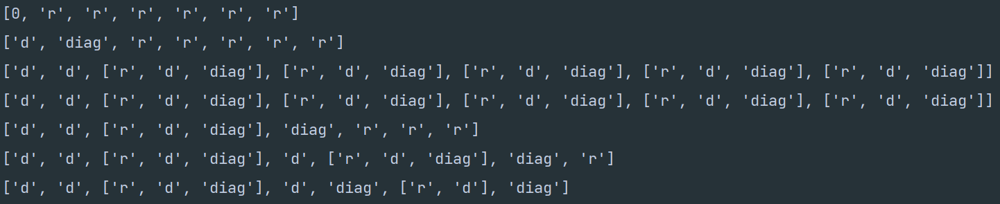 [0, 'r', 'r', 'r', 'r', 'r', 'r']
['d', 'diag', 'r', 'r', 'r', 'r', 'r']
['d', 'd', ['r', 'd', 'diag'], ['r', 'd', 'diag'], ['r', 'd', 'diag'], ['r', 'd', 'diag'], ['r', 'd', 'diag']]
['d', 'd', ['r', 'd', 'diag'], ['r', 'd', 'diag'], ['r', 'd', 'diag'], ['r', 'd', 'diag'], ['r', 'd', 'diag']]
['d', 'd', ['r', 'd', 'diag'], 'diag', 'r', 'r', 'r']
['d', 'd', ['r', 'd', 'diag'], 'd', ['r', 'd', 'diag'], 'diag', 'r']
['d', 'd', ['r', 'd', 'diag'], 'd', 'diag', ['r', 'd'], 'diag']